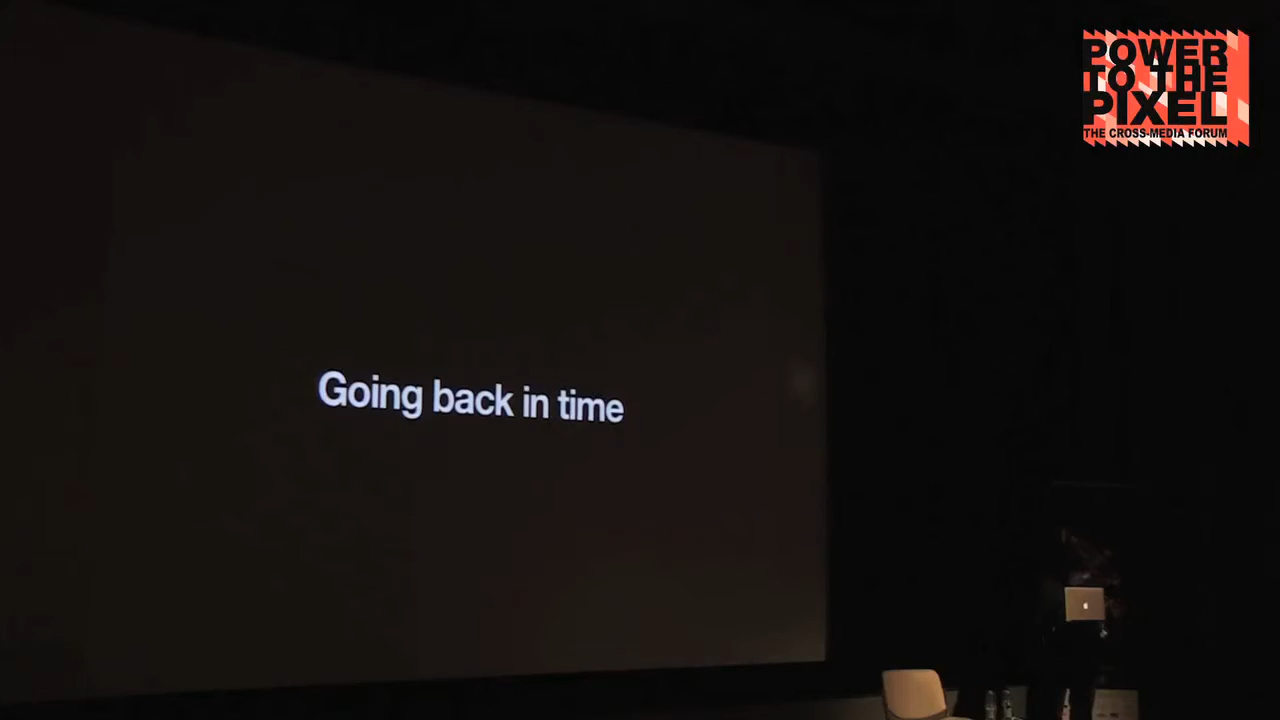 POWER
TO THE
PIXEL
THE CROSS-MEDIA FORUM
Going back in time